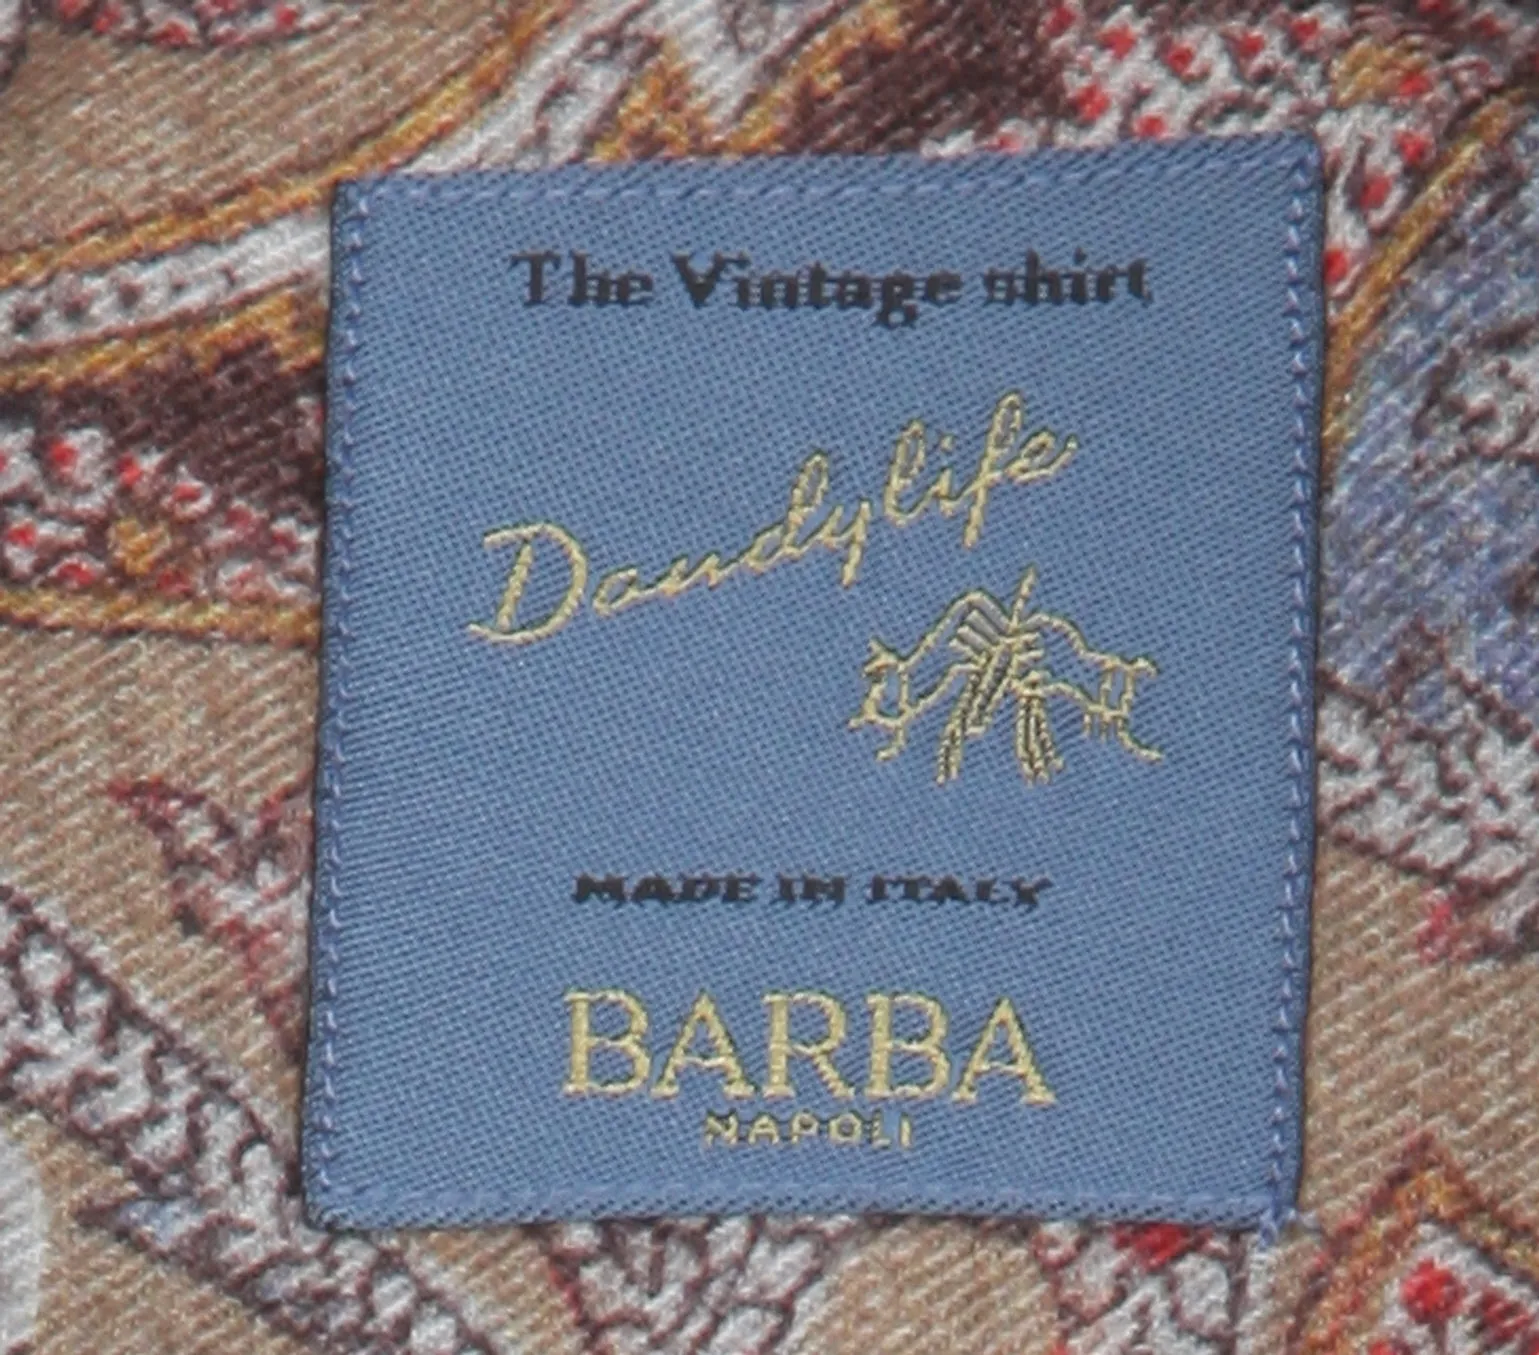 The Vintage shirt
Dandylife
MADE IN ITALY
BARBA
NAPOLI